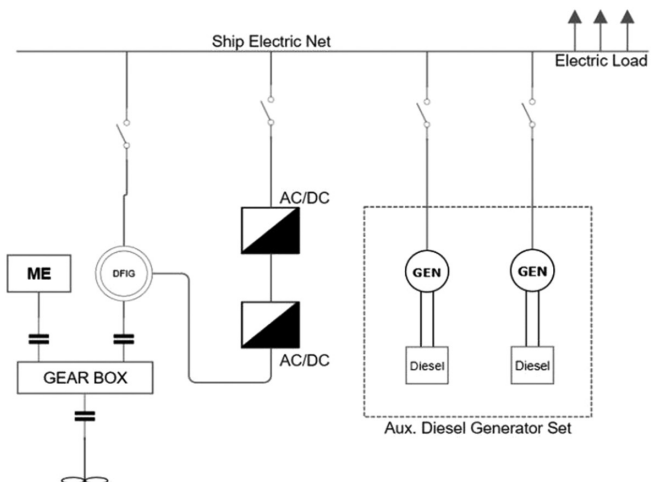 Ship Electric Net
Electric Load
AC/DC
ME
DFIG
GEN
GEN
AC/DC
Diesel
Diesel
GEAR BOX
Aux. Diesel Generator Set